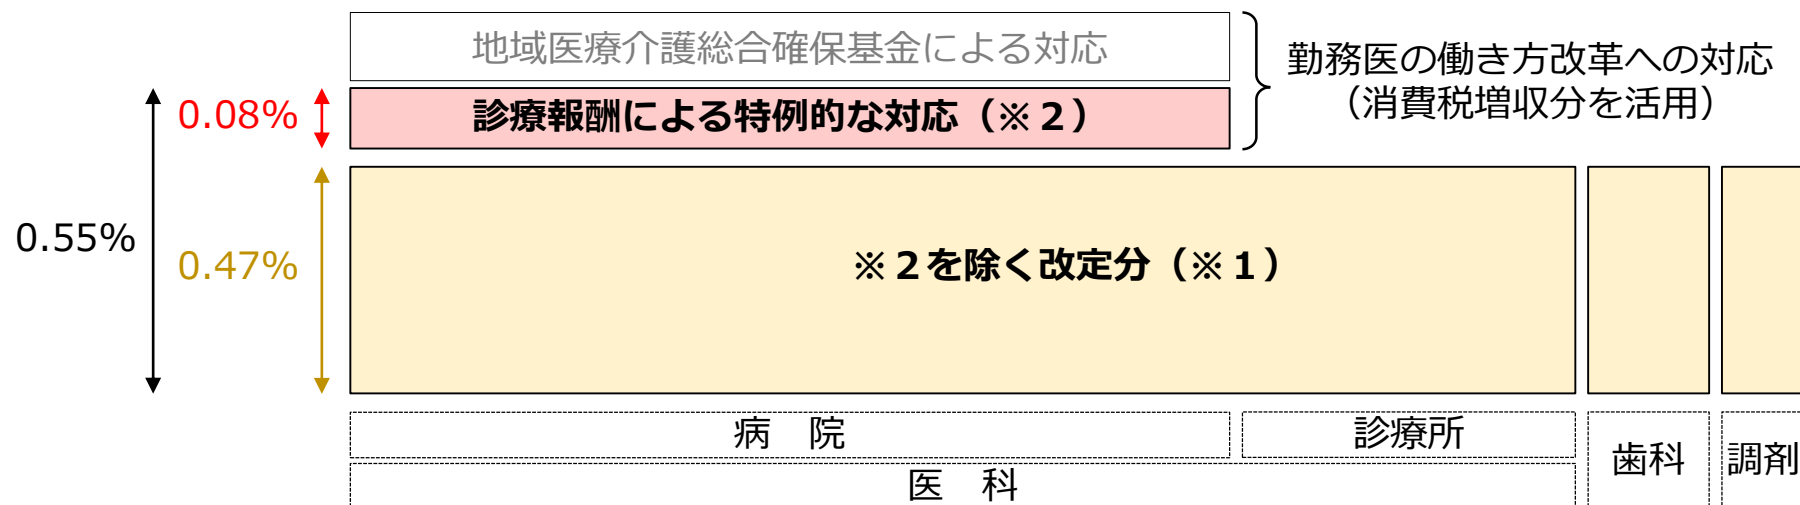 地域医療介護総合確保基金による対応
勤務医の働き方改革への対応
（消費税増収分を活用）
0.08%
診療報酬による特例的な対応（※２）
0.55%
0.47%
※２を除く改定分（※１）
病　院
診療所
歯科
調剤
医　科